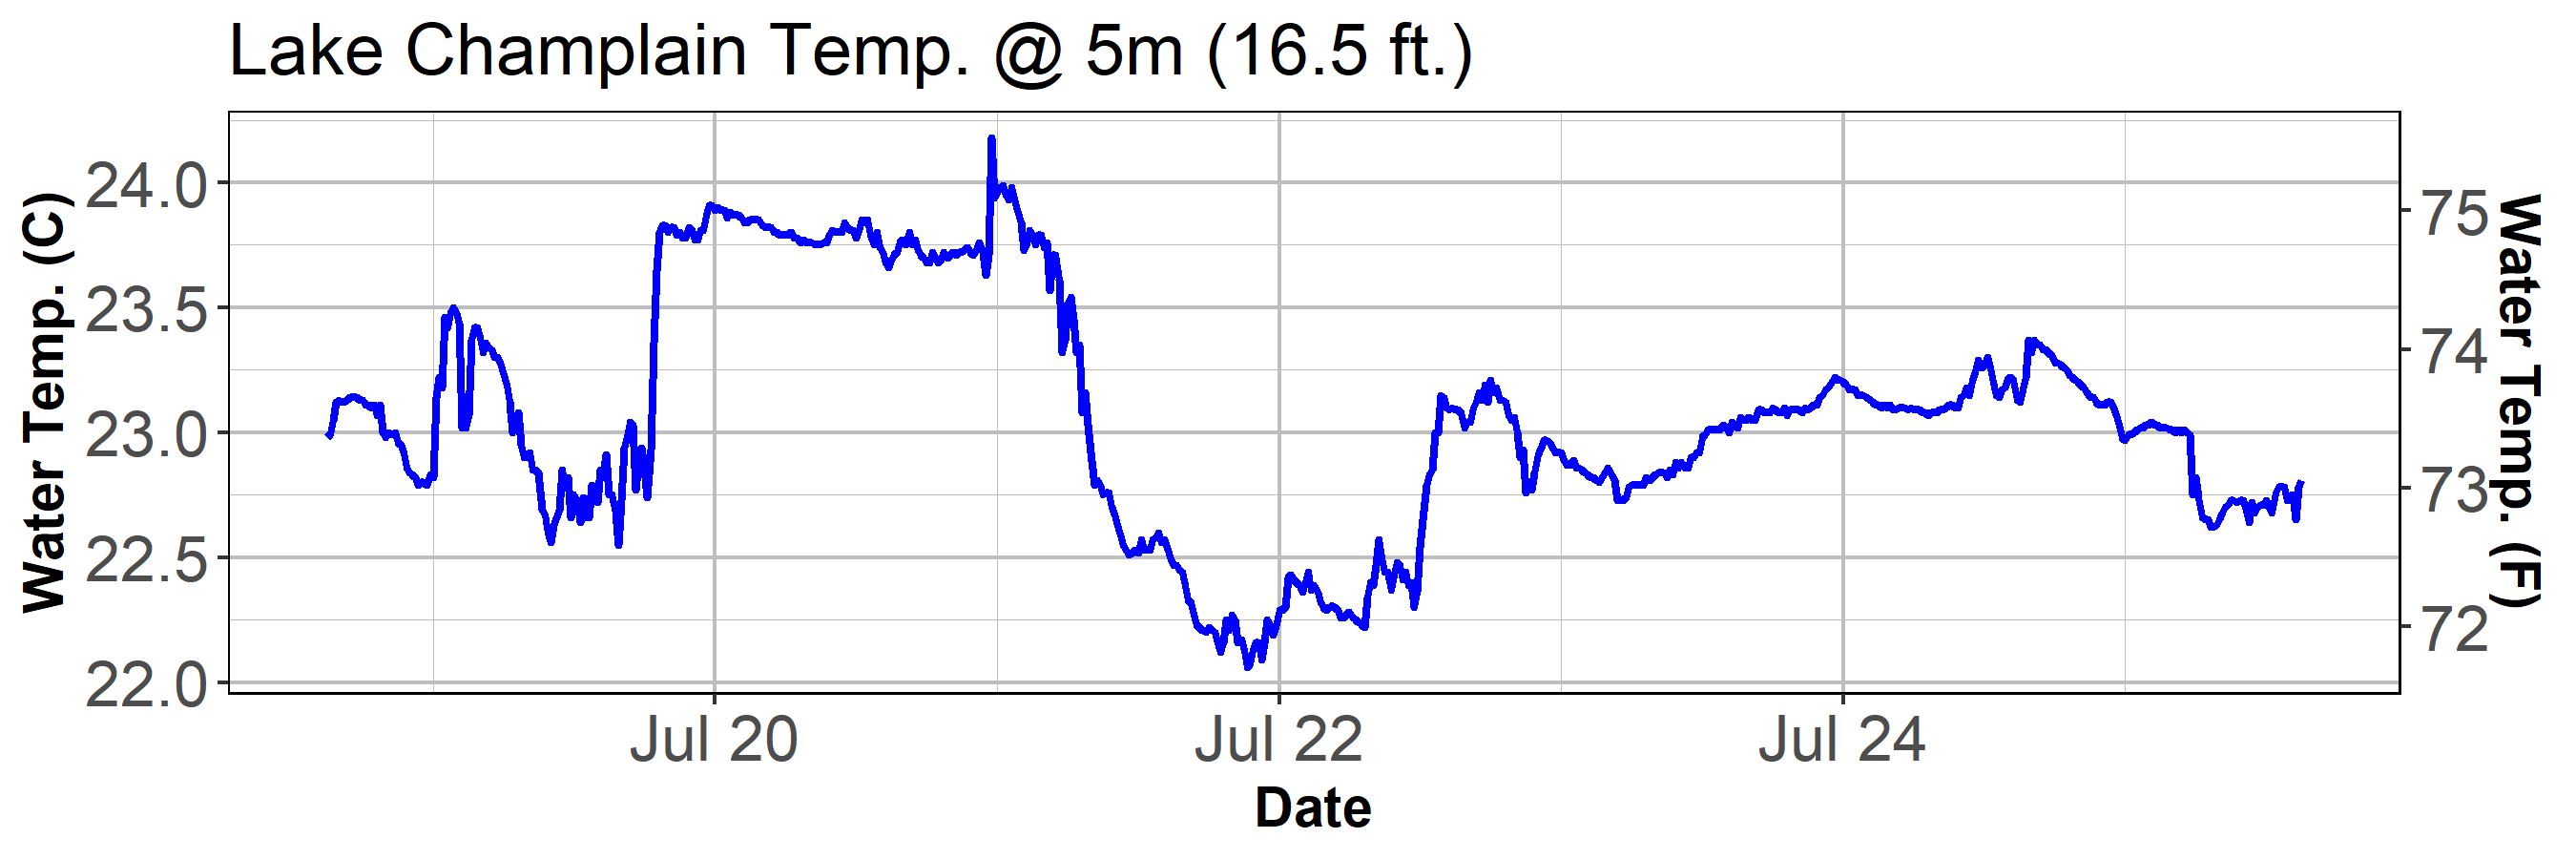 Lake Champlain Temp. @ 5m (16.5 ft.)
Water Temp. (C)
24.0
23.5
23.0
22.5
22.0
75
74
73
72
Water Temp. (F)
Jul 20 Jul 22 Jul 24
Date